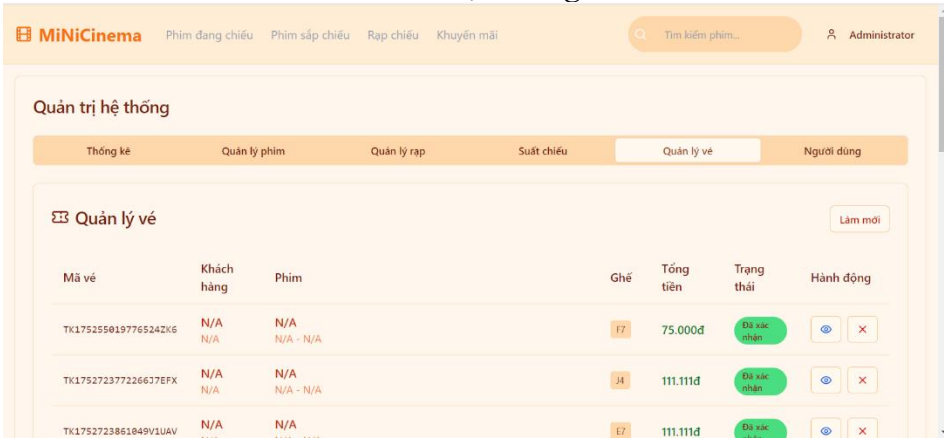 MiNiCinema Phim đang chiếu Phim sắp chiếu Rạp chiếu Khuyến mãi Tìm kiếm phim... Administrator
Quản trị hệ thống
Thống kê Quản lý phim Quản lý rạp Suất chiếu Quản lý vé Người dùng
Quản lý vé Làm mới
Mã vé Khách hàng Phim Ghế Tổng tiền Trạng thái Hành động
TK175255019776524ZK6 N/A N/A F7 75.000đ Đã xác nhận
N/A N/A - N/A
TK1752723772266J7EFX N/A N/A J4 111.111đ Đã xác nhận
N/A N/A - N/A
TK1752723861049V1UAV N/A N/A E7 111.111đ Đã xác